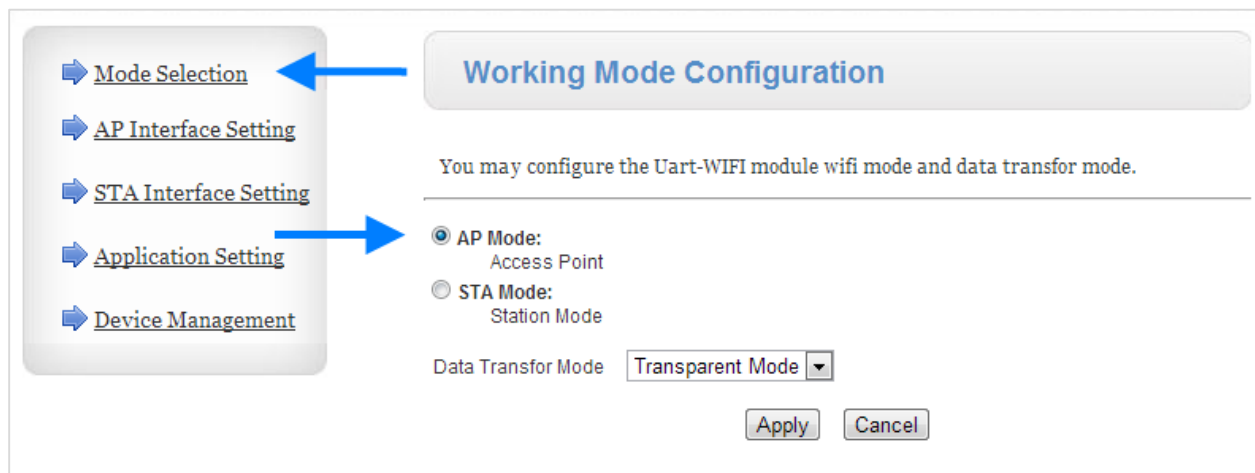 Mode Selection
AP Interface Setting
STA Interface Setting
Application Setting
Device Management
Working Mode Configuration
You may configure the Uart-WIFI module wifi mode and data transfor mode.
AP Mode:
Access Point
STA Mode:
Station Mode
Data Transfor Mode Transparent Mode
Apply Cancel